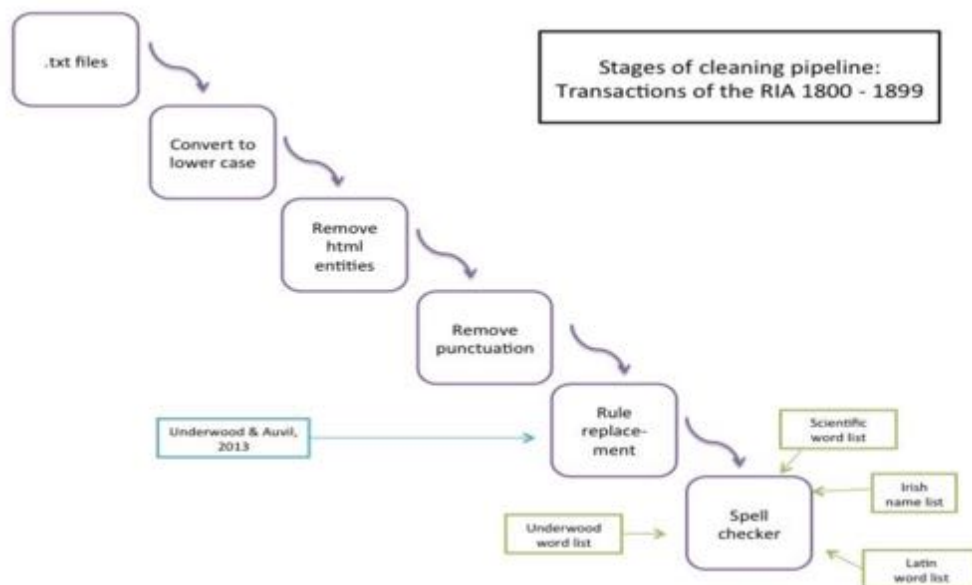 .txt files
Stages of cleaning pipeline:
Transactions of the RIA 1800 - 1899
Convert to
lower case
Remove
html
entities
Remove
punctuation
Rule
replace-
ment
Underwood & Auvil,
2013
Scientific
word list
Irish
name list
Spell
checker
Underwood
word list
Latin
word list